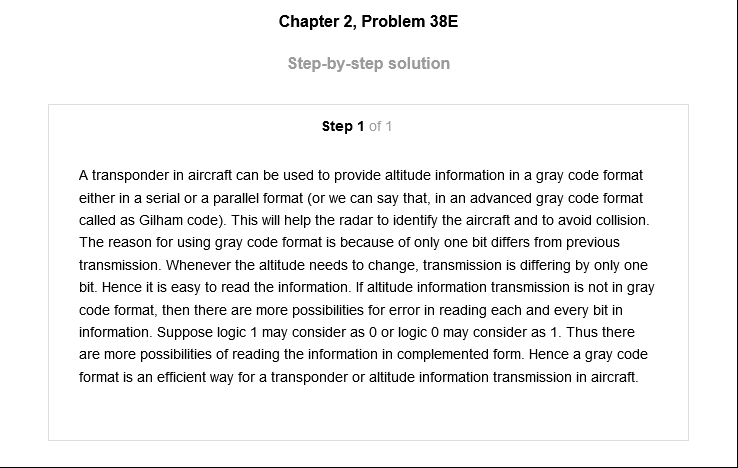 Chapter 2, Problem 38E
Step-by-step solution
Step 1 of 1
A transponder in aircraft can be used to provide altitude information in a gray code format
either in a serial or a parallel format (or we can say that, in an advanced gray code format
called as Gilham code). This will help the radar to identify the aircraft and to avoid collision.
The reason for using gray code format is because of only one bit differs from previous
transmission. Whenever the altitude needs to change, transmission is differing by only one
bit. Hence it is easy to read the information. If altitude information transmission is not in gray
code format, then there are more possibilities for error in reading each and every bit in
information. Suppose logic 1 may consider as 0 or logic 0 may consider as 1. Thus there
are more possibilities of reading the information in complemented form. Hence a gray code
format is an efficient way for a transponder or altitude information transmission in aircraft.